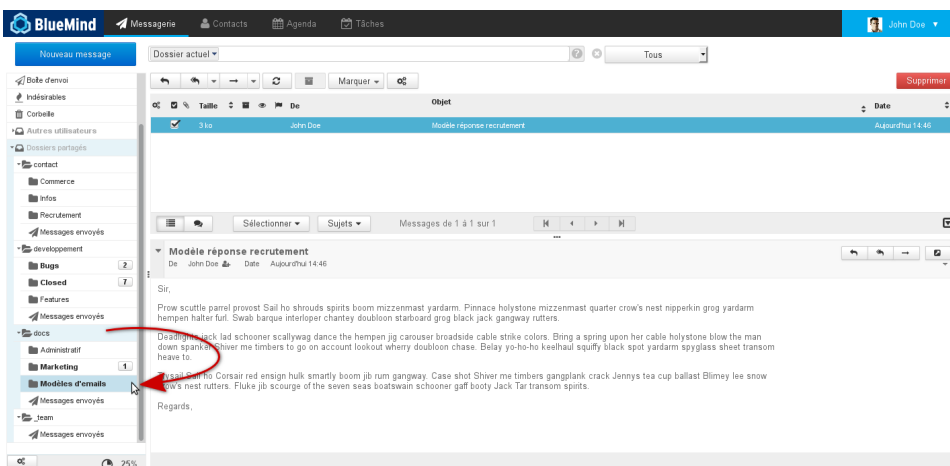 BlueMind Messagerie Contacts Agenda Tâches John Doe
Nouveau message Dossier actuel Tous
Boîte d'envoi
Indésirables
Corbeille
Autres utilisateurs
Dossiers partagés
contact
Commerce
Infos
Recrutement
Messages envoyés
developpement
Bugs 2
Closed 7
Features
Messages envoyés
docs
Administratif
Marketing 1
Modèles d'emails
Messages envoyés
_team
Messages envoyés
25%
Marquer Supprimer
Taille De Objet Date
3 ko John Doe Modèle réponse recrutement Aujourd'hui 14:46
Sélectionner Sujets Messages de 1 à 1 sur 1
Modèle réponse recrutement
De John Doe Date Aujourd'hui 14:46
Sir,
Prow scuttle parrel provost Sail ho shrouds spirits boom mizzenmast yardarm. Pinnace holystone mizzenmast quarter crow's nest nipperkin grog yardarm
hempen halter furl. Swab barque interloper chantey doubloon starboard grog black jack gangway rutters.
Deadlights jack lad schooner scallywag dance the hempen jig carouser broadside cable strike colors. Bring a spring upon her cable holystone blow the man
down spanker Shiver me timbers to go on account lookout wherry doubloon chase. Belay yo-ho-ho keelhaul squiffy black spot yardarm spyglass sheet transom
heave to.
Trysail Sail ho Corsair red ensign hulk smartly boom jib rum gangway. Case shot Shiver me timbers gangplank crack Jennys tea cup ballast Blimey lee snow
crow's nest rutters. Fluke jib scourge of the seven seas boatswain schooner gaff booty Jack Tar transom spirits.
Regards,